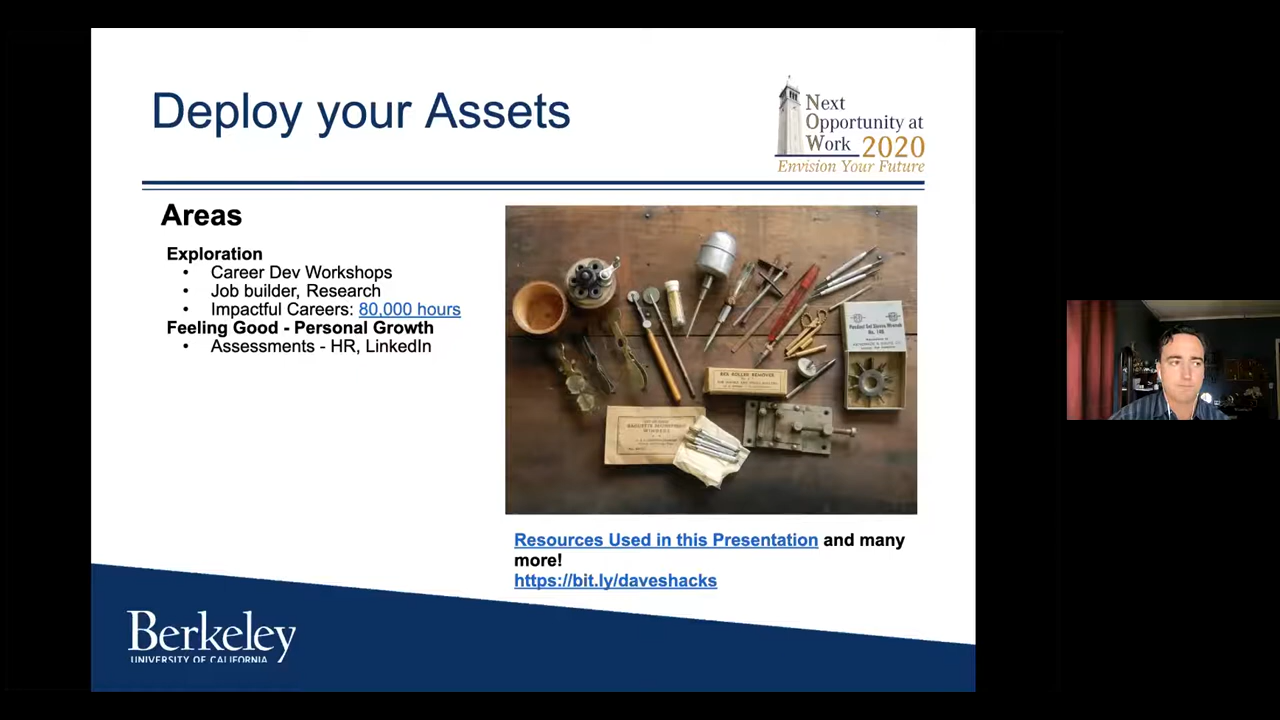 Deploy your Assets
Next
Opportunity at
Work 2020
Envision Your Future
Areas
Exploration
• Career Dev Workshops
• Job builder, Research
• Impactful Careers: 80,000 hours
Feeling Good - Personal Growth
• Assessments - HR, LinkedIn
No. 148
Resources Used in this Presentation and many
more!
https://bit.ly/daveshacks
Berkeley
UNIVERSITY OF CALIFORNIA